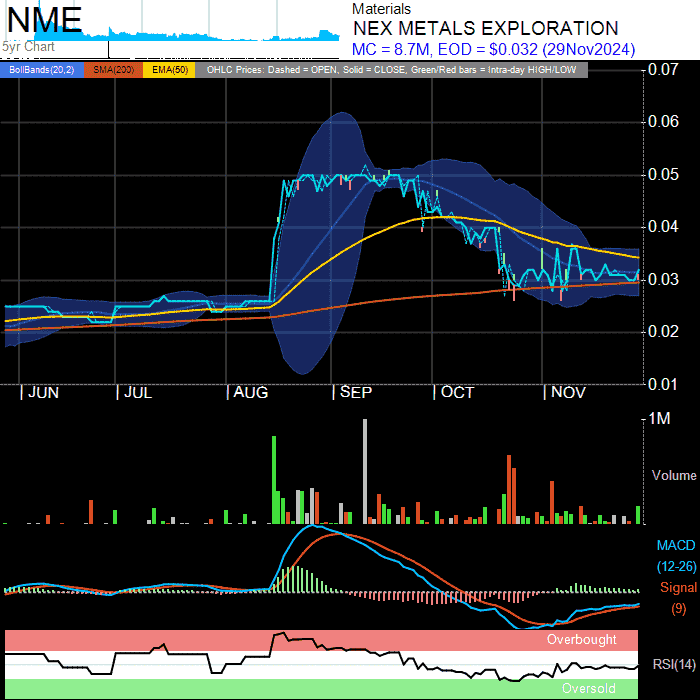 NME
5yr Chart
Materials
NEX METALS EXPLORATION
MC = 8.7M, EOD = $0.032 (29Nov2024)
BollBands(20,2) SMA(200) EMA(50) OHLC Prices: Dashed = OPEN, Solid = CLOSE, Green/Red bars = Intra-day HIGH/LOW
0.07
0.06
0.05
0.04
0.03
0.02
0.01
JUN JUL AUG SEP OCT NOV
1M
Volume
MACD
(12-26)
Signal
(9)
Overbought
RSI(14)
Oversold